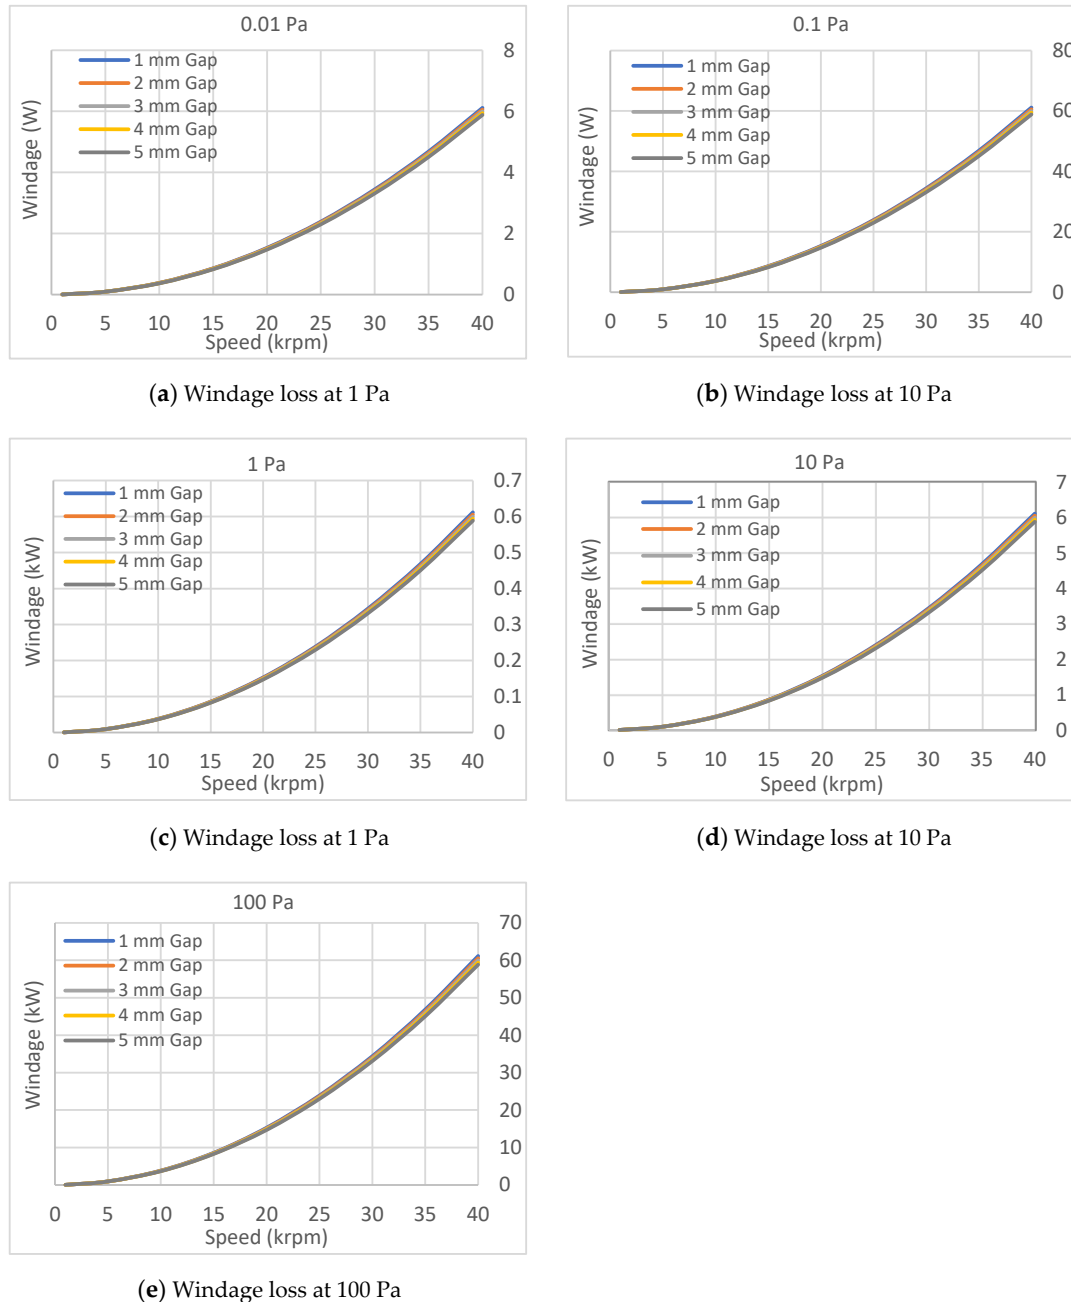 0.01 Pa
8
6
4
2
0
Windage (W)
1 mm Gap
2 mm Gap
3 mm Gap
4 mm Gap
5 mm Gap
0 5 10 15 20 25 30 35 40
Speed (krpm)
(a) Windage loss at 1 Pa
0.1 Pa
80
60
40
20
0
Windage (W)
1 mm Gap
2 mm Gap
3 mm Gap
4 mm Gap
5 mm Gap
0 5 10 15 20 25 30 35 40
Speed (krpm)
(b) Windage loss at 10 Pa
1 Pa
0.7
0.6
0.5
0.4
0.3
0.2
0.1
0
Windage (kW)
1 mm Gap
2 mm Gap
3 mm Gap
4 mm Gap
5 mm Gap
0 5 10 15 20 25 30 35 40
Speed (krpm)
(c) Windage loss at 1 Pa
10 Pa
7
6
5
4
3
2
1
0
Windage (kW)
1 mm Gap
2 mm Gap
3 mm Gap
4 mm Gap
5 mm Gap
0 5 10 15 20 25 30 35 40
Speed (krpm)
(d) Windage loss at 10 Pa
100 Pa
70
60
50
40
30
20
10
0
Windage (kW)
1 mm Gap
2 mm Gap
3 mm Gap
4 mm Gap
5 mm Gap
0 5 10 15 20 25 30 35 40
Speed (krpm)
(e) Windage loss at 100 Pa